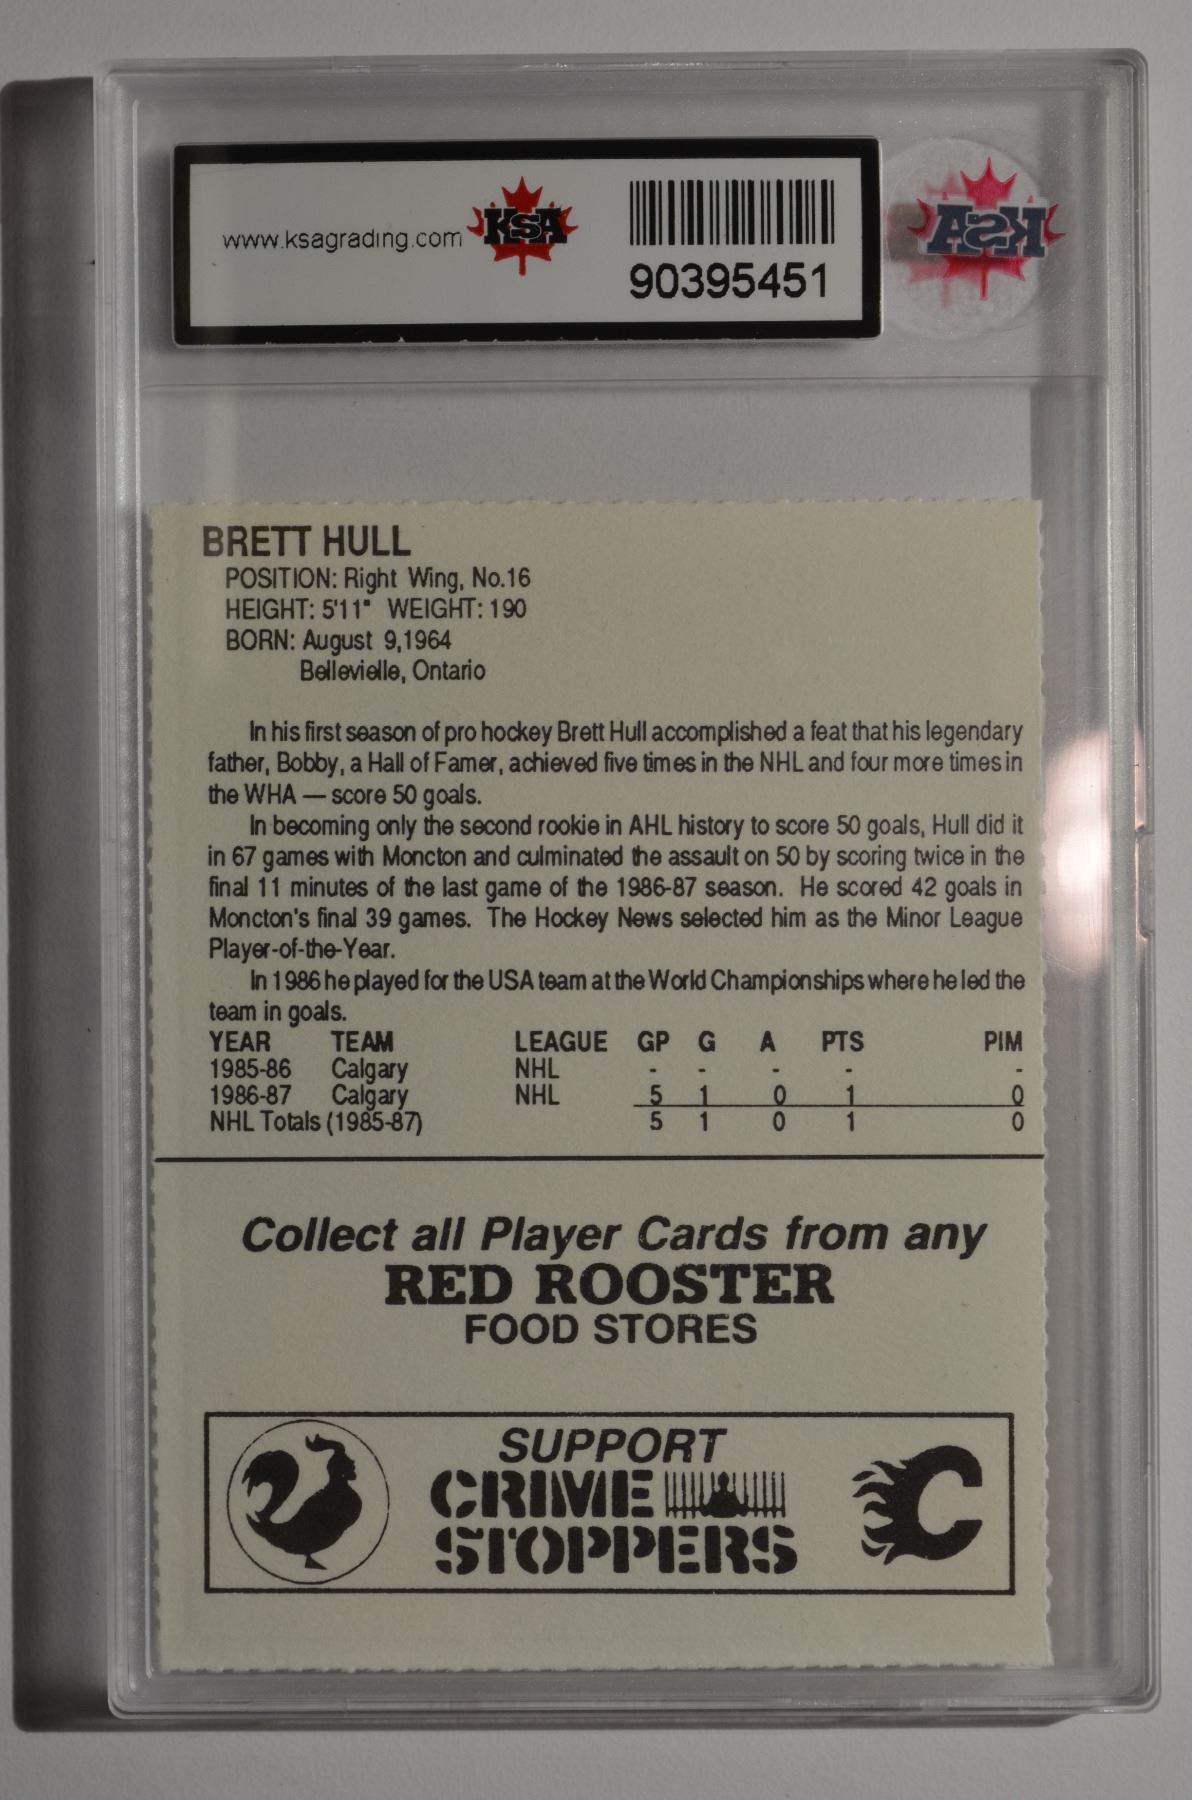 www.ksagrading.com KSA
90395451
KSA
BRETT HULL
POSITION: Right Wing, No.16
HEIGHT: 5'11" WEIGHT: 190
BORN: August 9,1964
Bellevielle, Ontario
In his first season of pro hockey Brett Hull accomplished a feat that his legendary
father, Bobby, a Hall of Famer, achieved five times in the NHL and four more times in
the WHA — score 50 goals.
In becoming only the second rookie in AHL history to score 50 goals, Hull did it
in 67 games with Moncton and culminated the assault on 50 by scoring twice in the
final 11 minutes of the last game of the 1986-87 season. He scored 42 goals in
Moncton's final 39 games. The Hockey News selected him as the Minor League
Player-of-the-Year.
In 1986 he played for the USA team at the World Championships where he led the
team in goals.
YEAR TEAM LEAGUE GP G A PTS PIM
1985-86 Calgary NHL - - - - -
1986-87 Calgary NHL 5 1 0 1 0
NHL Totals (1985-87) 5 1 0 1 0
Collect all Player Cards from any
RED ROOSTER
FOOD STORES
SUPPORT
CRIME
STOPPERS
C